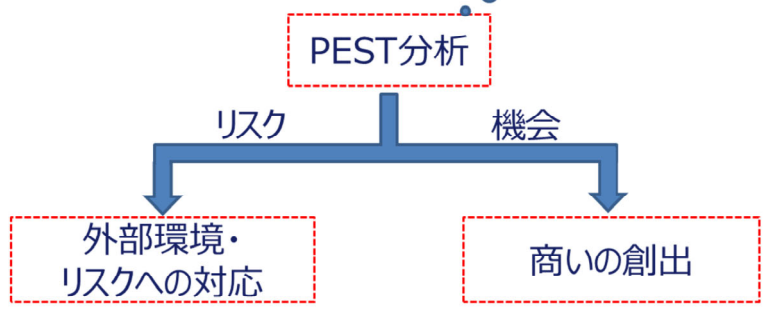 PEST分析
リスク
機会
外部環境・
リスクへの対応
商いの創出